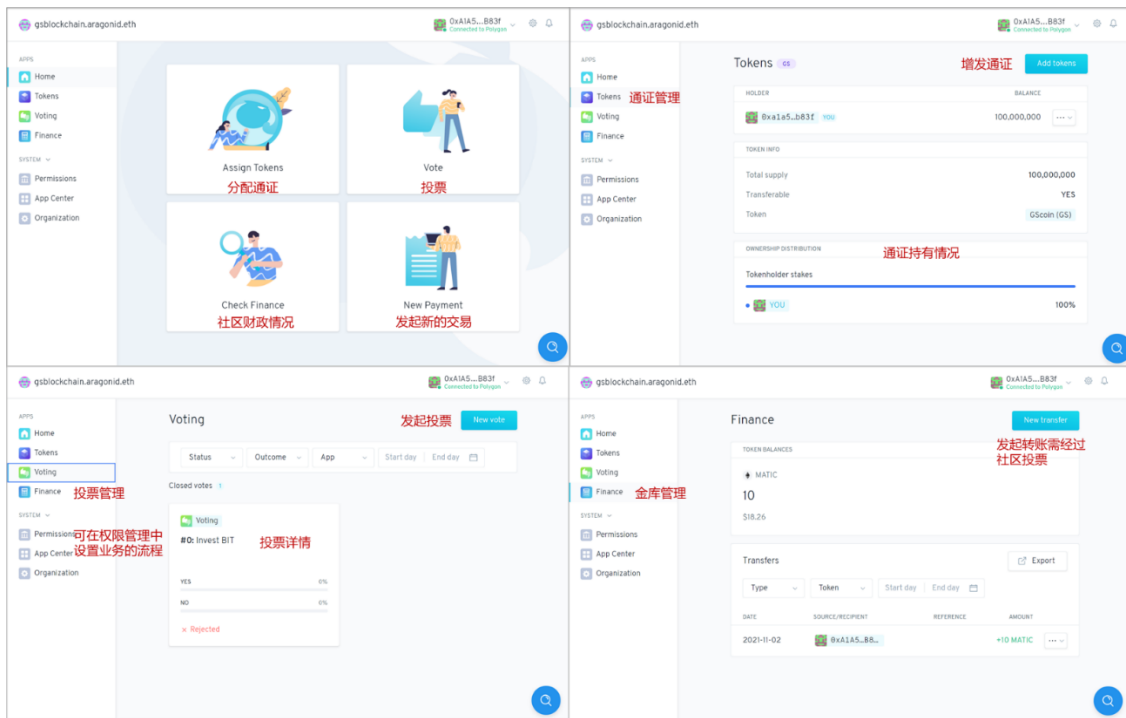 gsblockchain.aragonid.eth
0xA1A5...B83f
Connected to Polygon
APPS
Home
Tokens
Voting
Finance
SYSTEM
Permissions
App Center
Organization
Assign Tokens
分配通证
Vote
投票
Check Finance
社区财政情况
New Payment
发起新的交易
gsblockchain.aragonid.eth
0xA1A5...B83f
Connected to Polygon
APPS
Home
Tokens 通证管理
Voting
Finance
SYSTEM
Permissions
App Center
Organization
Tokens GS
增发通证
Add tokens
HOLDER BALANCE
0xa1a5…b83f YOU 100,000,000
TOKEN INFO
Total supply 100,000,000
Transferable YES
Token GScoin (GS)
OWNERSHIP DISTRIBUTION
通证持有情况
Tokenholder stakes
YOU 100%
gsblockchain.aragonid.eth
0xA1A5...B83f
Connected to Polygon
APPS
Home
Tokens
Voting
Finance 投票管理
SYSTEM
Permissions 可在权限管理中
App Center 设置业务的流程
Organization
Voting
发起投票
New vote
Status Outcome App Start day End day
Closed votes 1
Voting
#0: Invest BIT
投票详情
YES 0%
NO 0%
× Rejected
gsblockchain.aragonid.eth
0xA1A5...B83f
Connected to Polygon
APPS
Home
Tokens
Voting
Finance 金库管理
SYSTEM
Permissions
App Center
Organization
Finance
New transfer
发起转账需经过
社区投票
TOKEN BALANCES
MATIC
10
$18.26
Transfers
Export
Type Token Start day End day
DATE SOURCE/RECIPIENT REFERENCE AMOUNT
2021-11-02 0xA1A5…B8… +10 MATIC